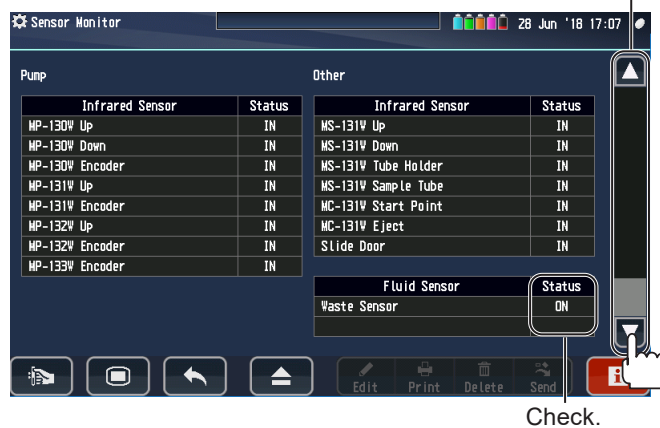 Sensor Monitor 28 Jun '18 17:07
Pump
Infrared Sensor Status
MP-130W Up IN
MP-130W Down IN
MP-130W Encoder IN
MP-131W Up IN
MP-131W Encoder IN
MP-132W Up IN
MP-132W Encoder IN
MP-133W Encoder IN
Other
Infrared Sensor Status
MS-131W Up IN
MS-131W Down IN
MS-131W Tube Holder IN
MS-131W Sample Tube IN
MC-131W Start Point IN
MC-131W Eject IN
Slide Door IN
Fluid Sensor Status
Waste Sensor ON
Edit Print Delete Send i
Check.